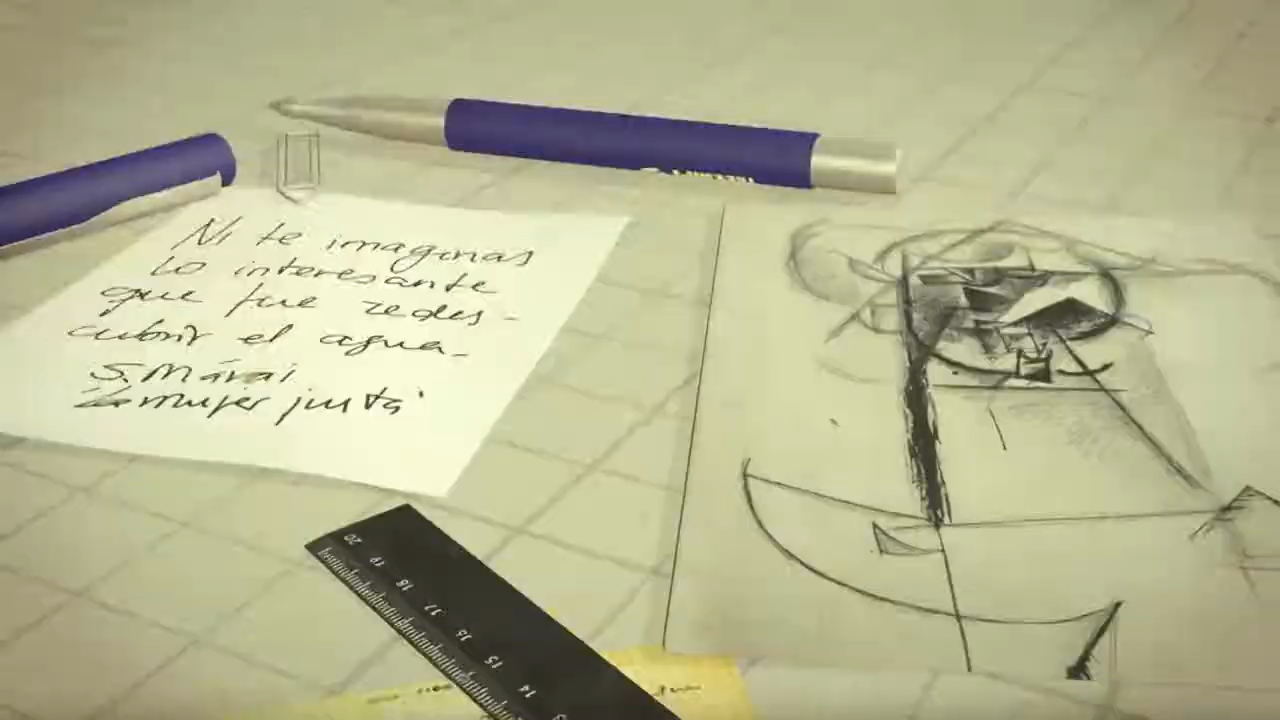 Ni te imaginas
lo interesante
que fue redes-
cubrir el agua.
S. Márai
La mujer justa
20 19 18 17 16 15 14